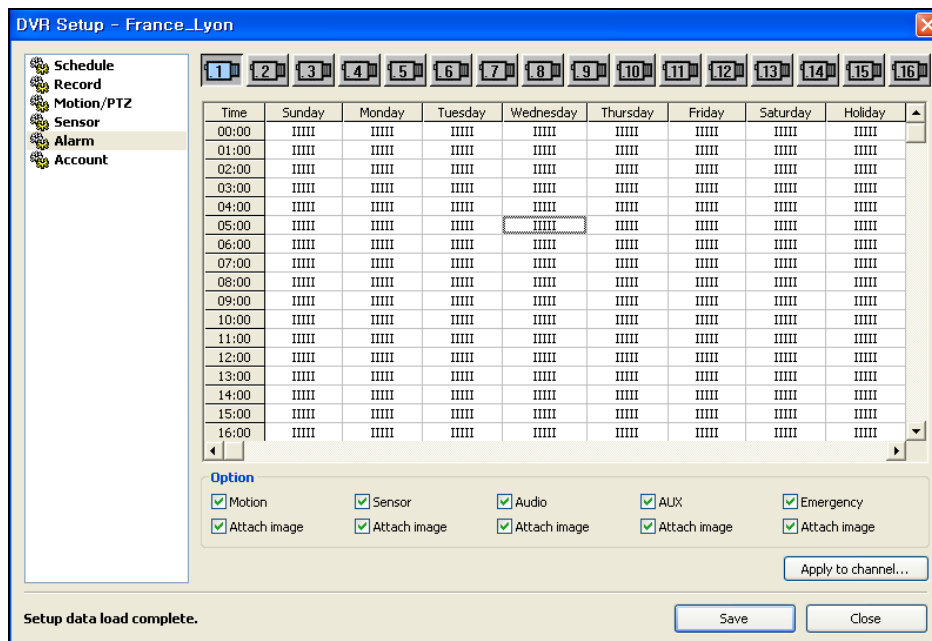 DVR Setup - France_Lyon
Schedule
Record
Motion/PTZ
Sensor
Alarm
Account
1 2 3 4 5 6 7 8 9 10 11 12 13 14 15 16
Time Sunday Monday Tuesday Wednesday Thursday Friday Saturday Holiday
00:00 IIIII IIIII IIIII IIIII IIIII IIIII IIIII IIIII
01:00 IIIII IIIII IIIII IIIII IIIII IIIII IIIII IIIII
02:00 IIIII IIIII IIIII IIIII IIIII IIIII IIIII IIIII
03:00 IIIII IIIII IIIII IIIII IIIII IIIII IIIII IIIII
04:00 IIIII IIIII IIIII IIIII IIIII IIIII IIIII IIIII
05:00 IIIII IIIII IIIII IIIII IIIII IIIII IIIII IIIII
06:00 IIIII IIIII IIIII IIIII IIIII IIIII IIIII IIIII
07:00 IIIII IIIII IIIII IIIII IIIII IIIII IIIII IIIII
08:00 IIIII IIIII IIIII IIIII IIIII IIIII IIIII IIIII
09:00 IIIII IIIII IIIII IIIII IIIII IIIII IIIII IIIII
10:00 IIIII IIIII IIIII IIIII IIIII IIIII IIIII IIIII
11:00 IIIII IIIII IIIII IIIII IIIII IIIII IIIII IIIII
12:00 IIIII IIIII IIIII IIIII IIIII IIIII IIIII IIIII
13:00 IIIII IIIII IIIII IIIII IIIII IIIII IIIII IIIII
14:00 IIIII IIIII IIIII IIIII IIIII IIIII IIIII IIIII
15:00 IIIII IIIII IIIII IIIII IIIII IIIII IIIII IIIII
16:00 IIIII IIIII IIIII IIIII IIIII IIIII IIIII IIIII
Option
Motion Sensor Audio AUX Emergency
Attach image Attach image Attach image Attach image Attach image
Apply to channel...
Setup data load complete.
Save Close